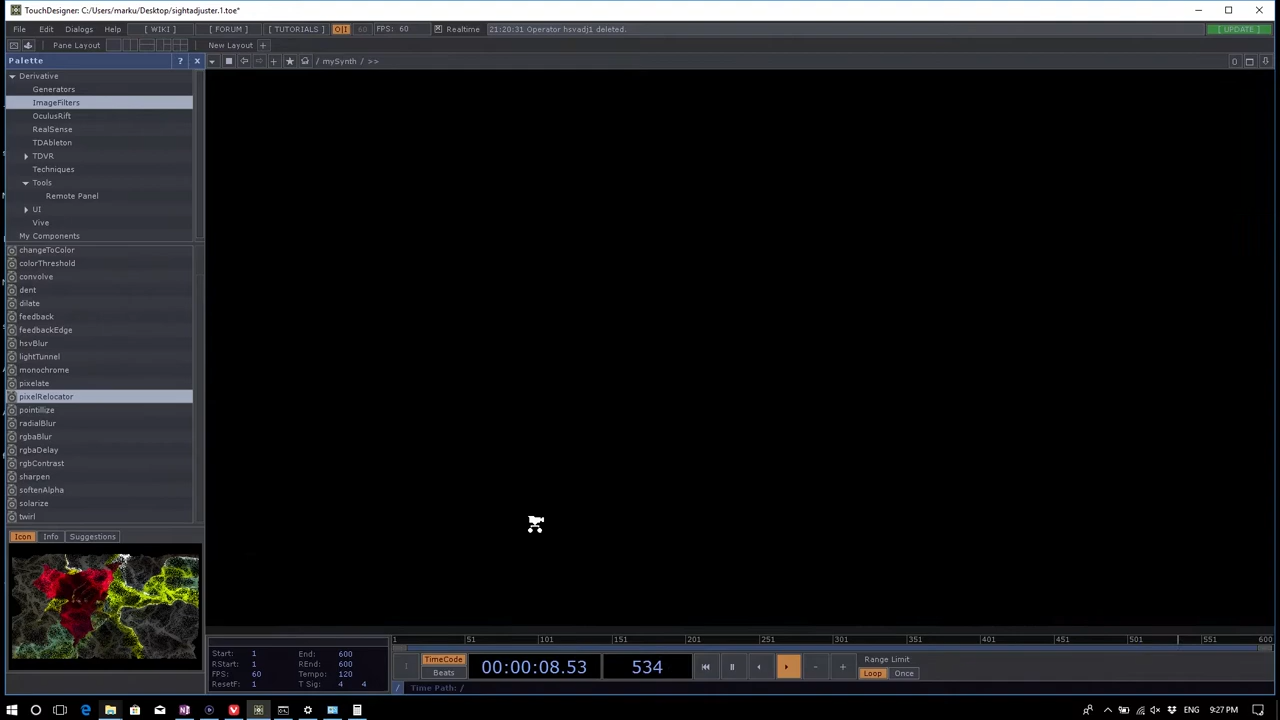 TouchDesigner: C:/Users/marku/Desktop/sightadjuster.1.toe*
File Edit Dialogs Help [ WIKI ] [ FORUM ] [ TUTORIALS ] O|I 60 FPS: 60 Realtime 21:20:31 Operator hsvadj1 deleted. [ UPDATE ]
Pane Layout New Layout +
Palette ? x
/ mySynth / >> 0
Derivative
Generators
ImageFilters
OculusRift
RealSense
TDAbleton
TDVR
Techniques
Tools
Remote Panel
UI
Vive
My Components
changeToColor
colorThreshold
convolve
dent
dilate
feedback
feedbackEdge
hsvBlur
lightTunnel
monochrome
pixelate
pixelRelocator
pointillize
radialBlur
rgbaBlur
rgbaDelay
rgbContrast
sharpen
softenAlpha
solarize
twirl
Icon Info Suggestions
1 51 101 151 201 251 301 351 401 451 501 551 600
Start: 1 End: 600
RStart: 1 REnd: 600
FPS: 60 Tempo: 120
ResetF: 1 T Sig: 4 4
TimeCode
Beats
00:00:08.53 534
Range Limit
Loop Once
/ Time Path: /
ENG 9:27 PM